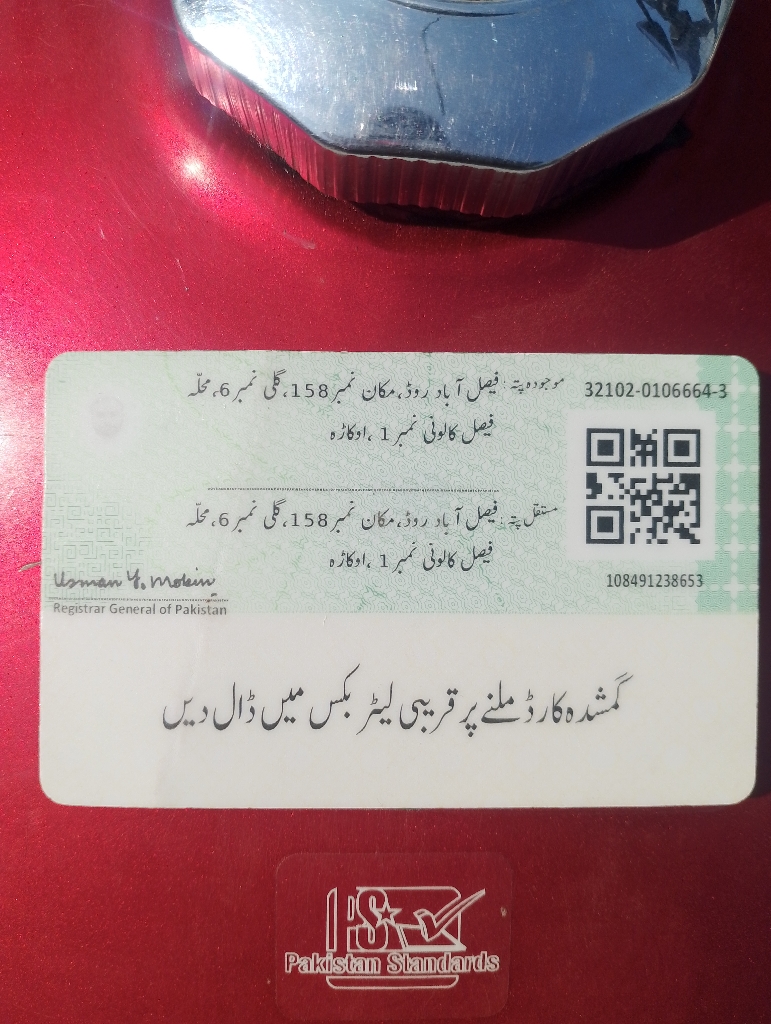 موجودہ پتہ : فیصل آباد روڈ، مکان نمبر 158، گلی نمبر 6، محلّہ
فیصل کالونی نمبر 1 ،اوکاڑہ
32102-0106664-3
مستقل پتہ : فیصل آباد روڈ، مکان نمبر 158، گلی نمبر 6، محلّہ
فیصل کالونی نمبر 1 ،اوکاڑہ
108491238653
Usman Y. Mobin
Registrar General of Pakistan
گمشدہ کارڈ ملنے پر قریبی لیٹر بکس میں ڈال دیں
PS
Pakistan Standards